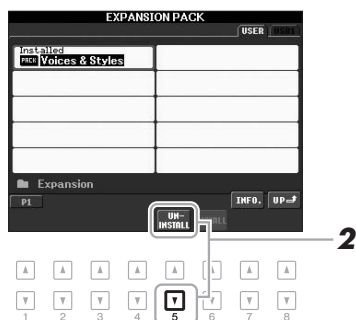 EXPANSION PACK
USER USB1
Installed
PACK Voices & Styles
Expansion
P1
INFO. UP
UN-
INSTALL
2
1 2 3 4 5 6 7 8